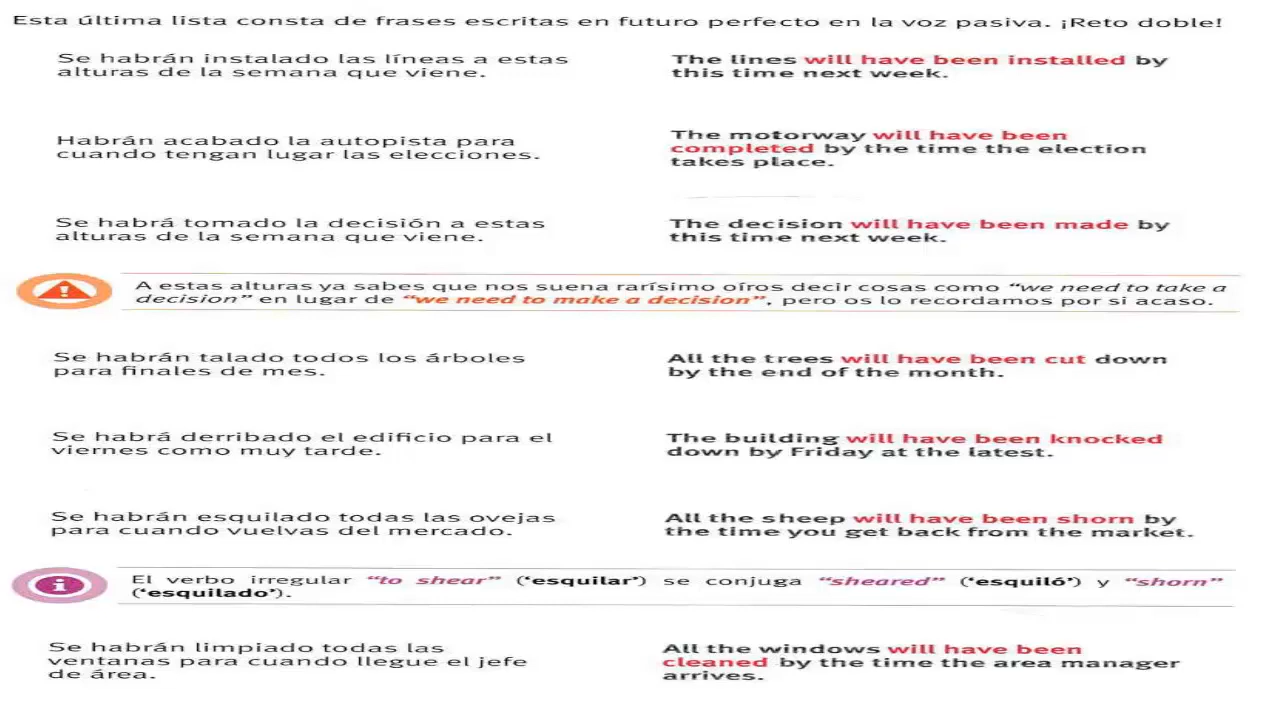 Esta última lista consta de frases escritas en futuro perfecto en la voz pasiva. ¡Reto doble!
Se habrán instalado las líneas a estas
alturas de la semana que viene.
The lines will have been installed by
this time next week.
Habrán acabado la autopista para
cuando tengan lugar las elecciones.
The motorway will have been
completed by the time the election
takes place.
Se habrá tomado la decisión a estas
alturas de la semana que viene.
The decision will have been made by
this time next week.
A estas alturas ya sabes que nos suena rarísimo oíros decir cosas como “we need to take a
decision” en lugar de “we need to make a decision”, pero os lo recordamos por si acaso.
Se habrán talado todos los árboles
para finales de mes.
All the trees will have been cut down
by the end of the month.
Se habrá derribado el edificio para el
viernes como muy tarde.
The building will have been knocked
down by Friday at the latest.
Se habrán esquilado todas las ovejas
para cuando vuelvas del mercado.
All the sheep will have been shorn by
the time you get back from the market.
El verbo irregular “to shear” (‘esquilar’) se conjuga “sheared” (‘esquiló’) y “shorn”
(‘esquilado’).
Se habrán limpiado todas las
ventanas para cuando llegue el jefe
de área.
All the windows will have been
cleaned by the time the area manager
arrives.